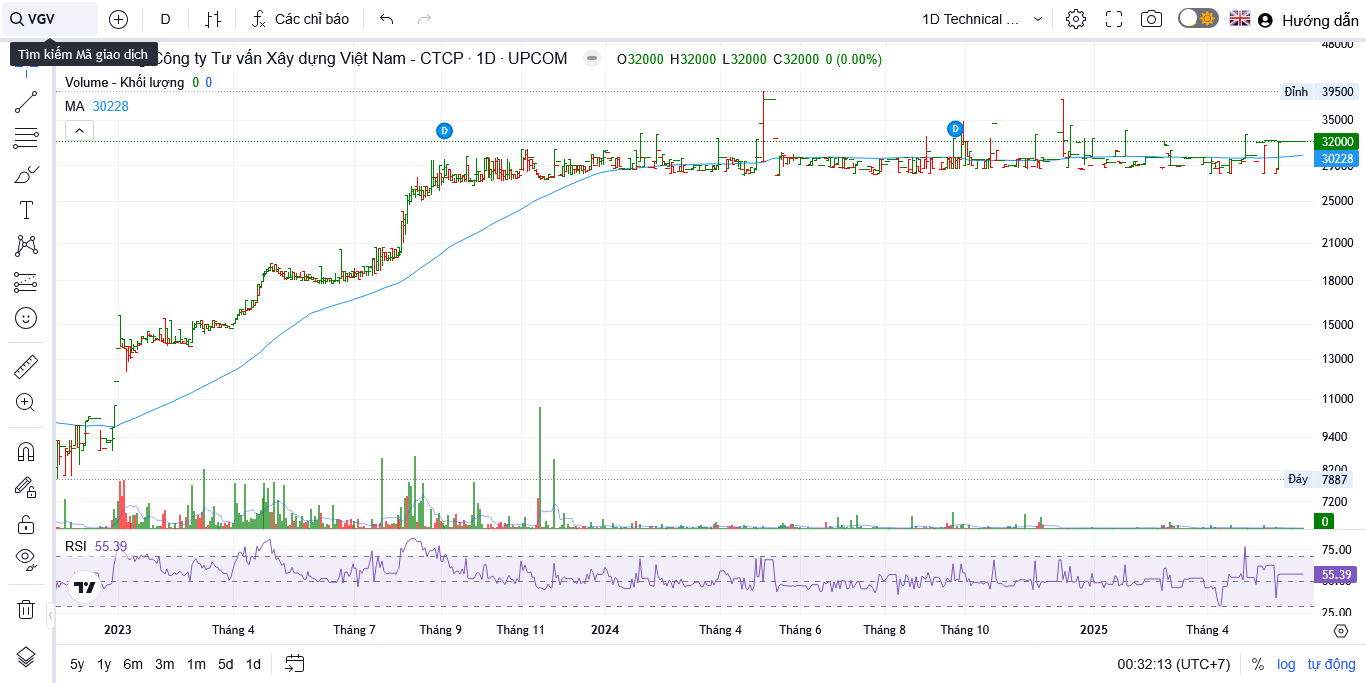 VGV
D
Các chỉ báo
1D Technical ...
Hướng dẫn
Tìm kiếm Mã giao dịch
Công ty Tư vấn Xây dựng Việt Nam - CTCP · 1D · UPCOM
O32000 H32000 L32000 C32000 0 (0.00%)
Volume - Khối lượng 0 0
MA 30228
D
D
48000
Đỉnh 39500
35000
32000
30228
29000
25000
21000
18000
15000
13000
11000
9400
8200
Đáy 7887
7200
0
RSI 55.39
75.00
55.39
50.00
25.00
2023 Tháng 4 Tháng 7 Tháng 9 Tháng 11 2024 Tháng 4 Tháng 6 Tháng 8 Tháng 10 2025 Tháng 4
5y 1y 6m 3m 1m 5d 1d
00:32:13 (UTC+7) % log tự động